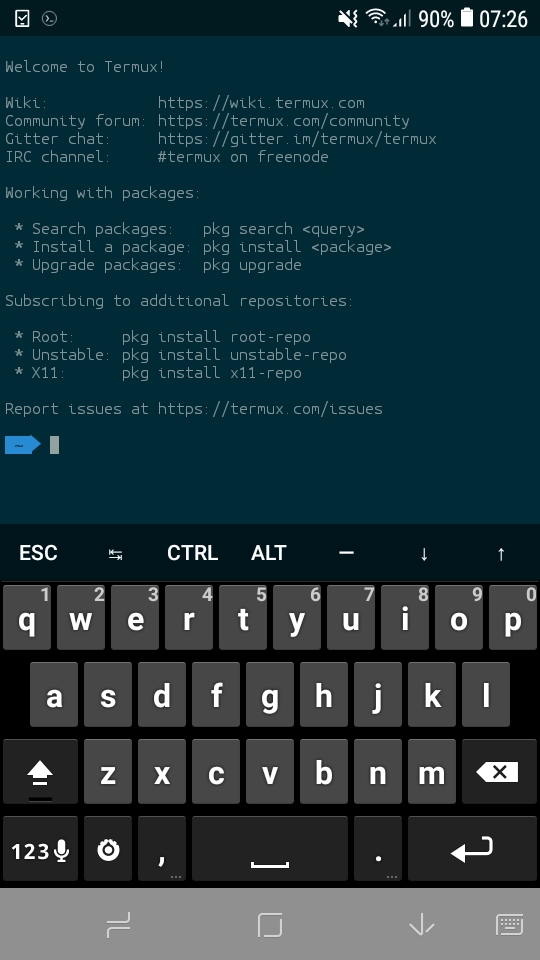 90% 07:26
Welcome to Termux!
Wiki: https://wiki.termux.com
Community forum: https://termux.com/community
Gitter chat: https://gitter.im/termux/termux
IRC channel: #termux on freenode
Working with packages:
* Search packages: pkg search <query>
* Install a package: pkg install <package>
* Upgrade packages: pkg upgrade
Subscribing to additional repositories:
* Root: pkg install root-repo
* Unstable: pkg install unstable-repo
* X11: pkg install x11-repo
Report issues at https://termux.com/issues
~
ESC ↹ CTRL ALT — ↓ ↑
1 2 3 4 5 6 7 8 9 0
q w e r t y u i o p
a s d f g h j k l
z x c v b n m
123 , ... . ...